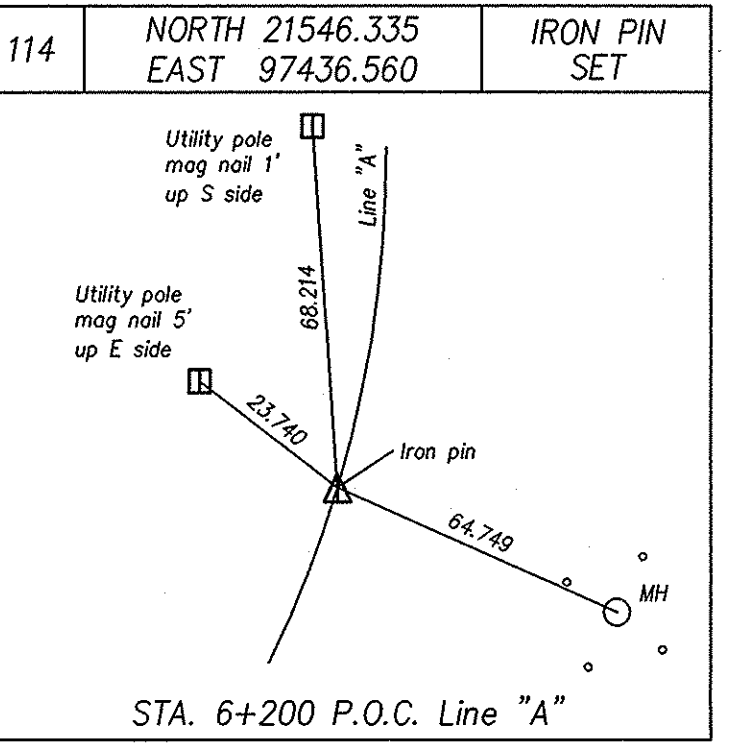 114
NORTH 21546.335
EAST 97436.560
IRON PIN
SET
Utility pole
mag nail 1'
up S side
Line "A"
68.214
Utility pole
mag nail 5'
up E side
23.740
Iron pin
64.749
MH
STA. 6+200 P.O.C. Line "A"